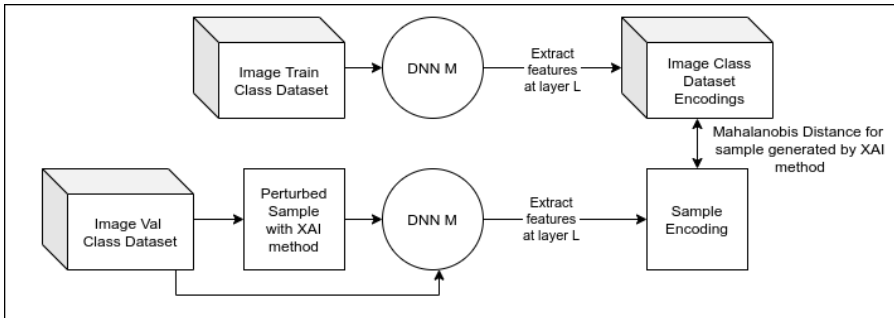 Image Train
Class Dataset
DNN M
Extract
features
at layer L
Image Class
Dataset
Encodings
Mahalanobis Distance for
sample generated by XAI
method
Image Val
Class Dataset
Perturbed
Sample
with XAI
method
DNN M
Extract
features
at layer L
Sample
Encoding